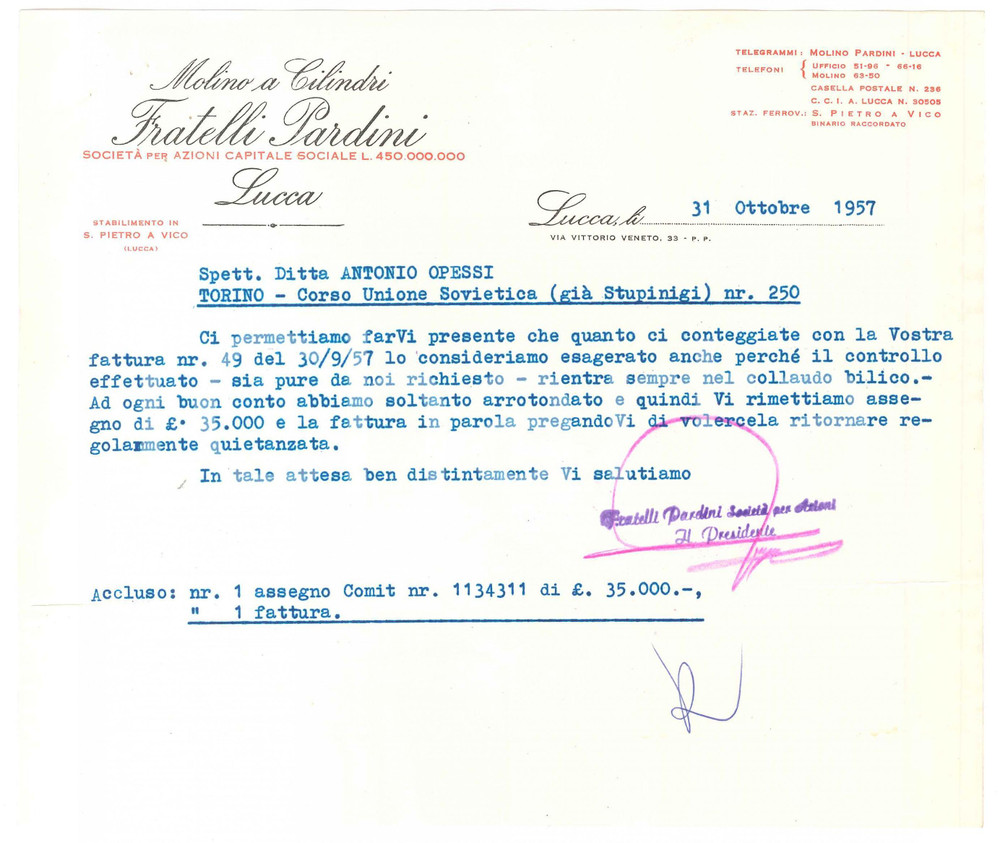 Molino a Cilindri
Fratelli Pardini
SOCIETÀ PER AZIONI CAPITALE SOCIALE L. 450.000.000
Lucca
STABILIMENTO IN
S. PIETRO A VICO
(LUCCA)
TELEGRAMMI: MOLINO PARDINI - LUCCA
TELEFONI { UFFICIO 51-96 - 66-16
MOLINO 63-50
CASELLA POSTALE N. 236
C. C. I. A. LUCCA N. 30505
STAZ. FERROV.: S. PIETRO A VICO
BINARIO RACCORDATO
Lucca, li 31 Ottobre 1957
VIA VITTORIO VENETO, 33 - P. P.
Spett. Ditta ANTONIO OPESSI
TORINO - Corso Unione Sovietica (già Stupinigi) nr. 250
Ci permettiamo farVi presente che quanto ci conteggiate con la Vostra
fattura nr. 49 del 30/9/57 lo consideriamo esagerato anche perché il controllo
effettuato - sia pure da noi richiesto - rientra sempre nel collaudo bilico.-
Ad ogni buon conto abbiamo soltanto arrotondato e quindi Vi rimettiamo asse-
gno di £. 35.000 e la fattura in parola pregandoVi di volercela ritornare re-
golarmente quietanzata.
In tale attesa ben distintamente Vi salutiamo
Fratelli Pardini Società per Azioni
Il Presidente
Accluso: nr. 1 assegno Comit nr. 1134311 di £. 35.000.-,
" 1 fattura.